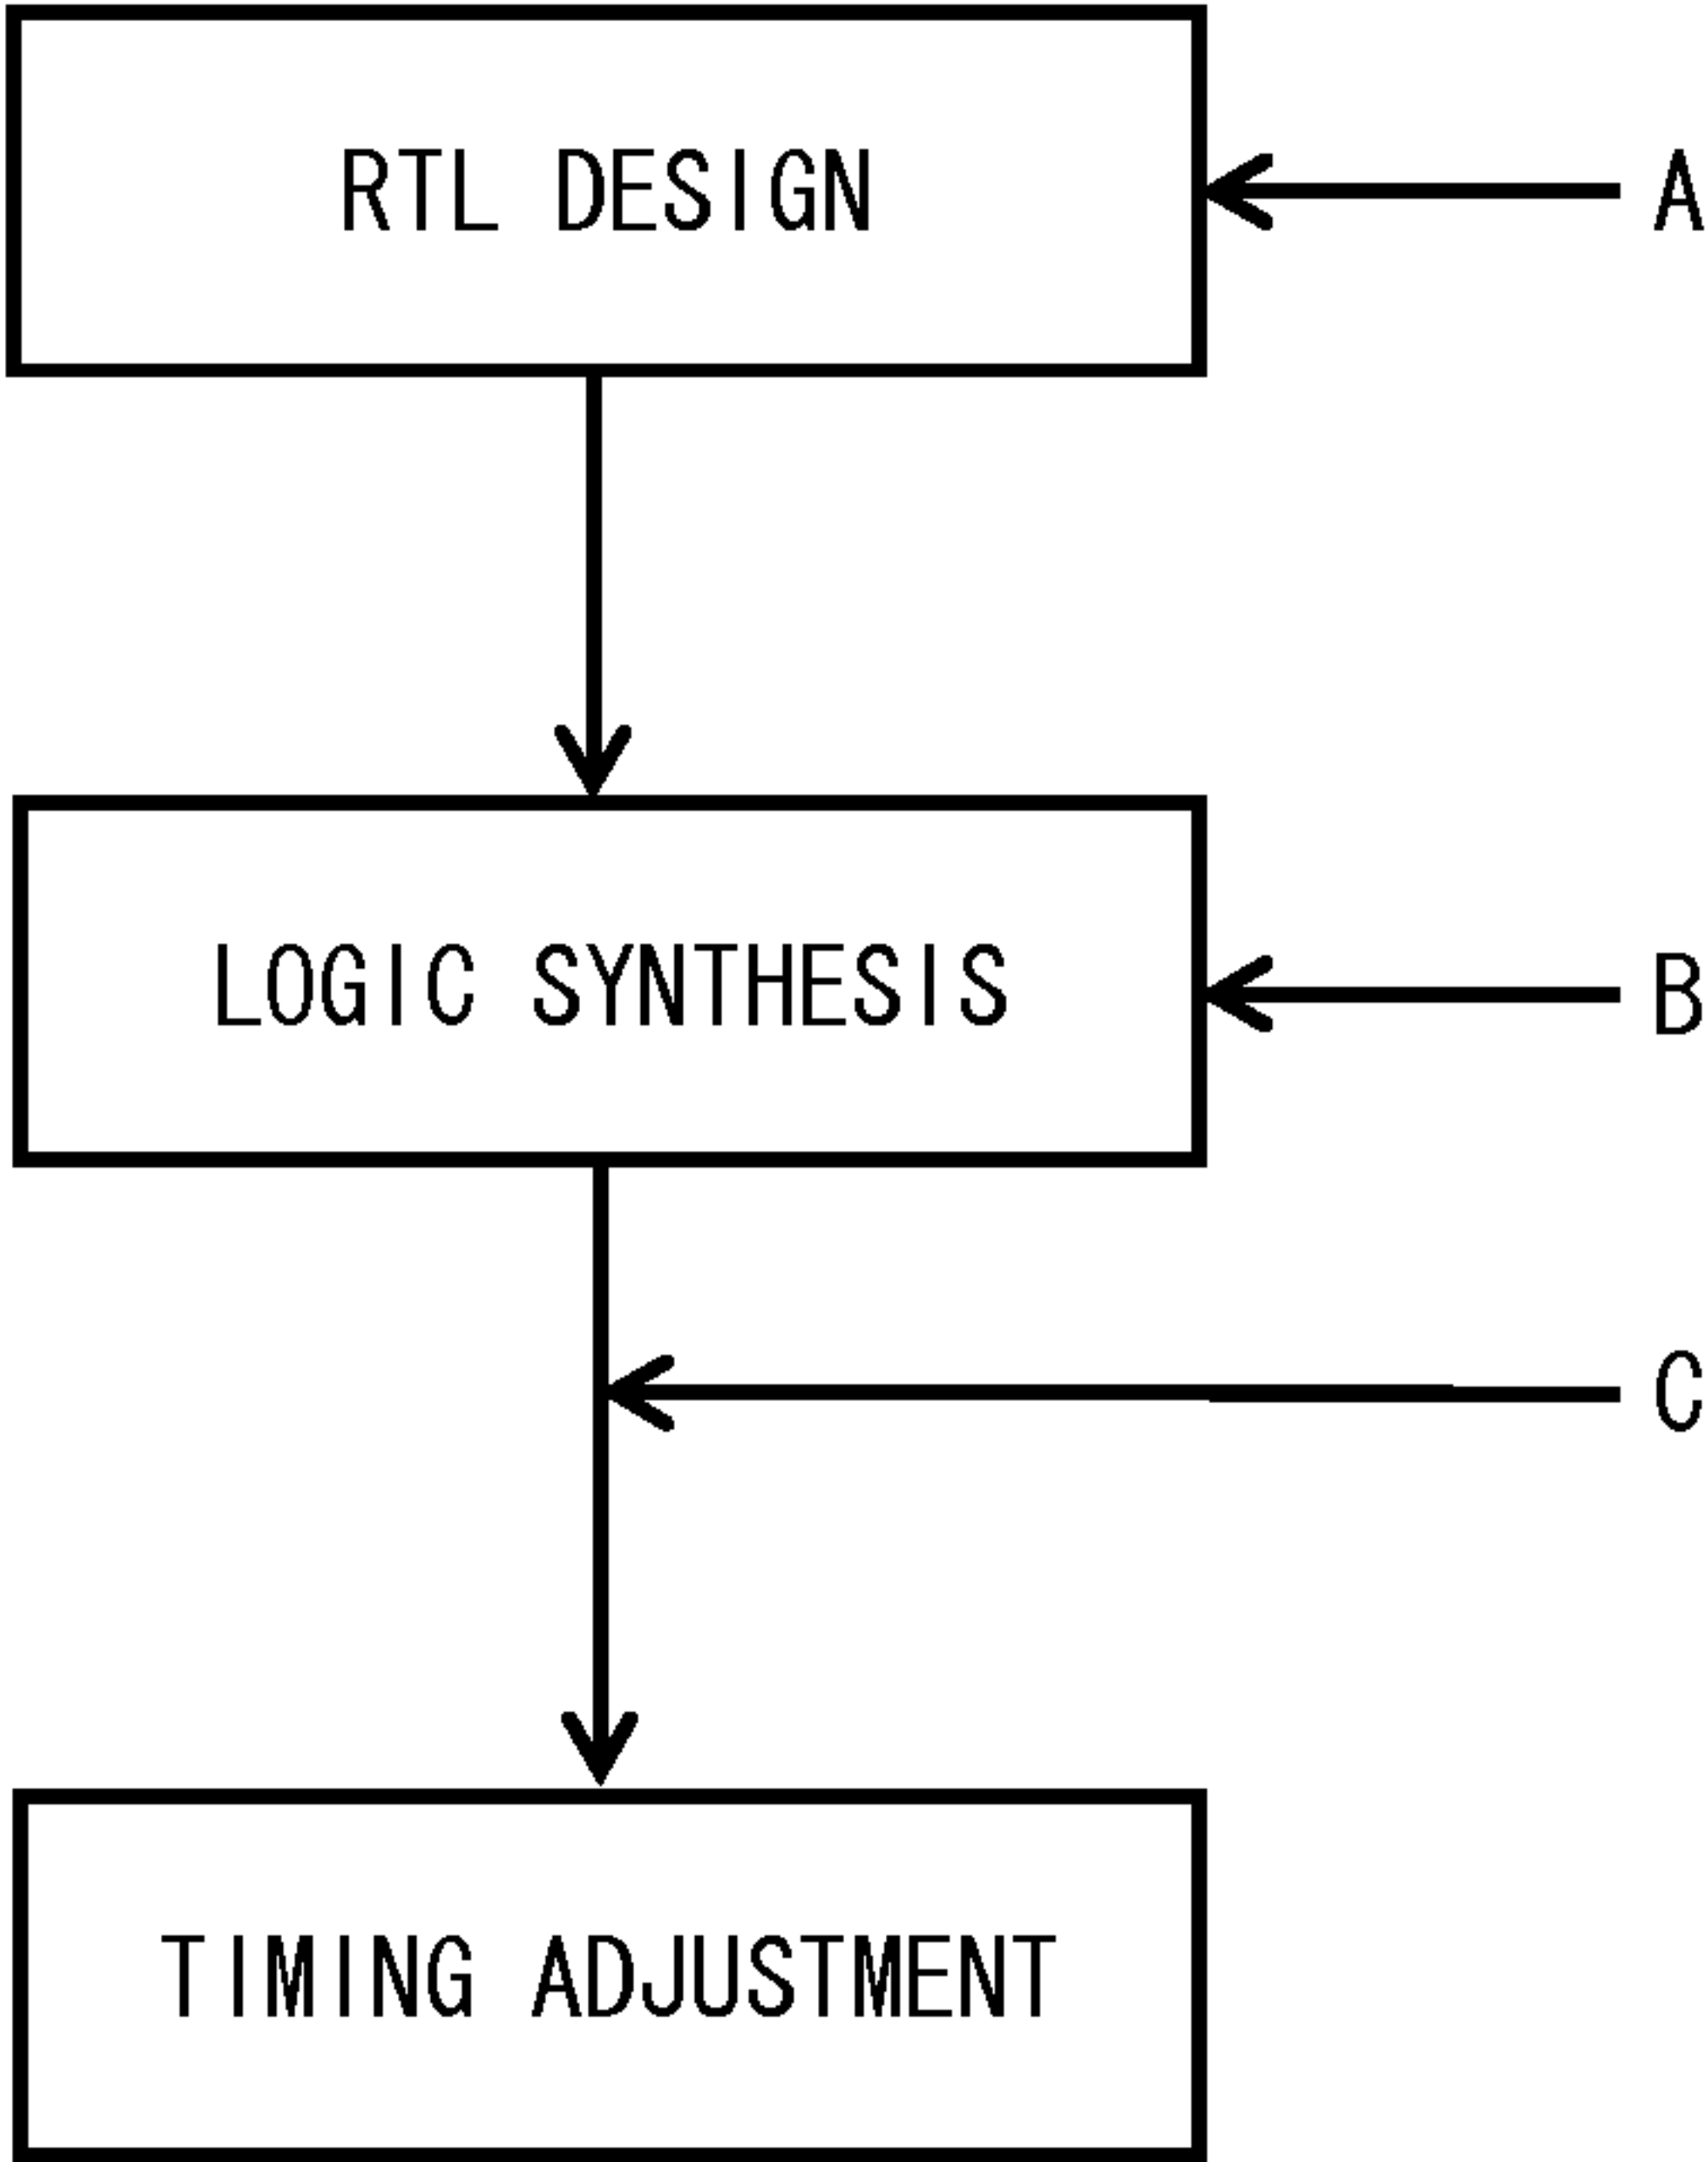 RTL DESIGN
A
LOGIC SYNTHESIS
B
C
TIMING ADJUSTMENT